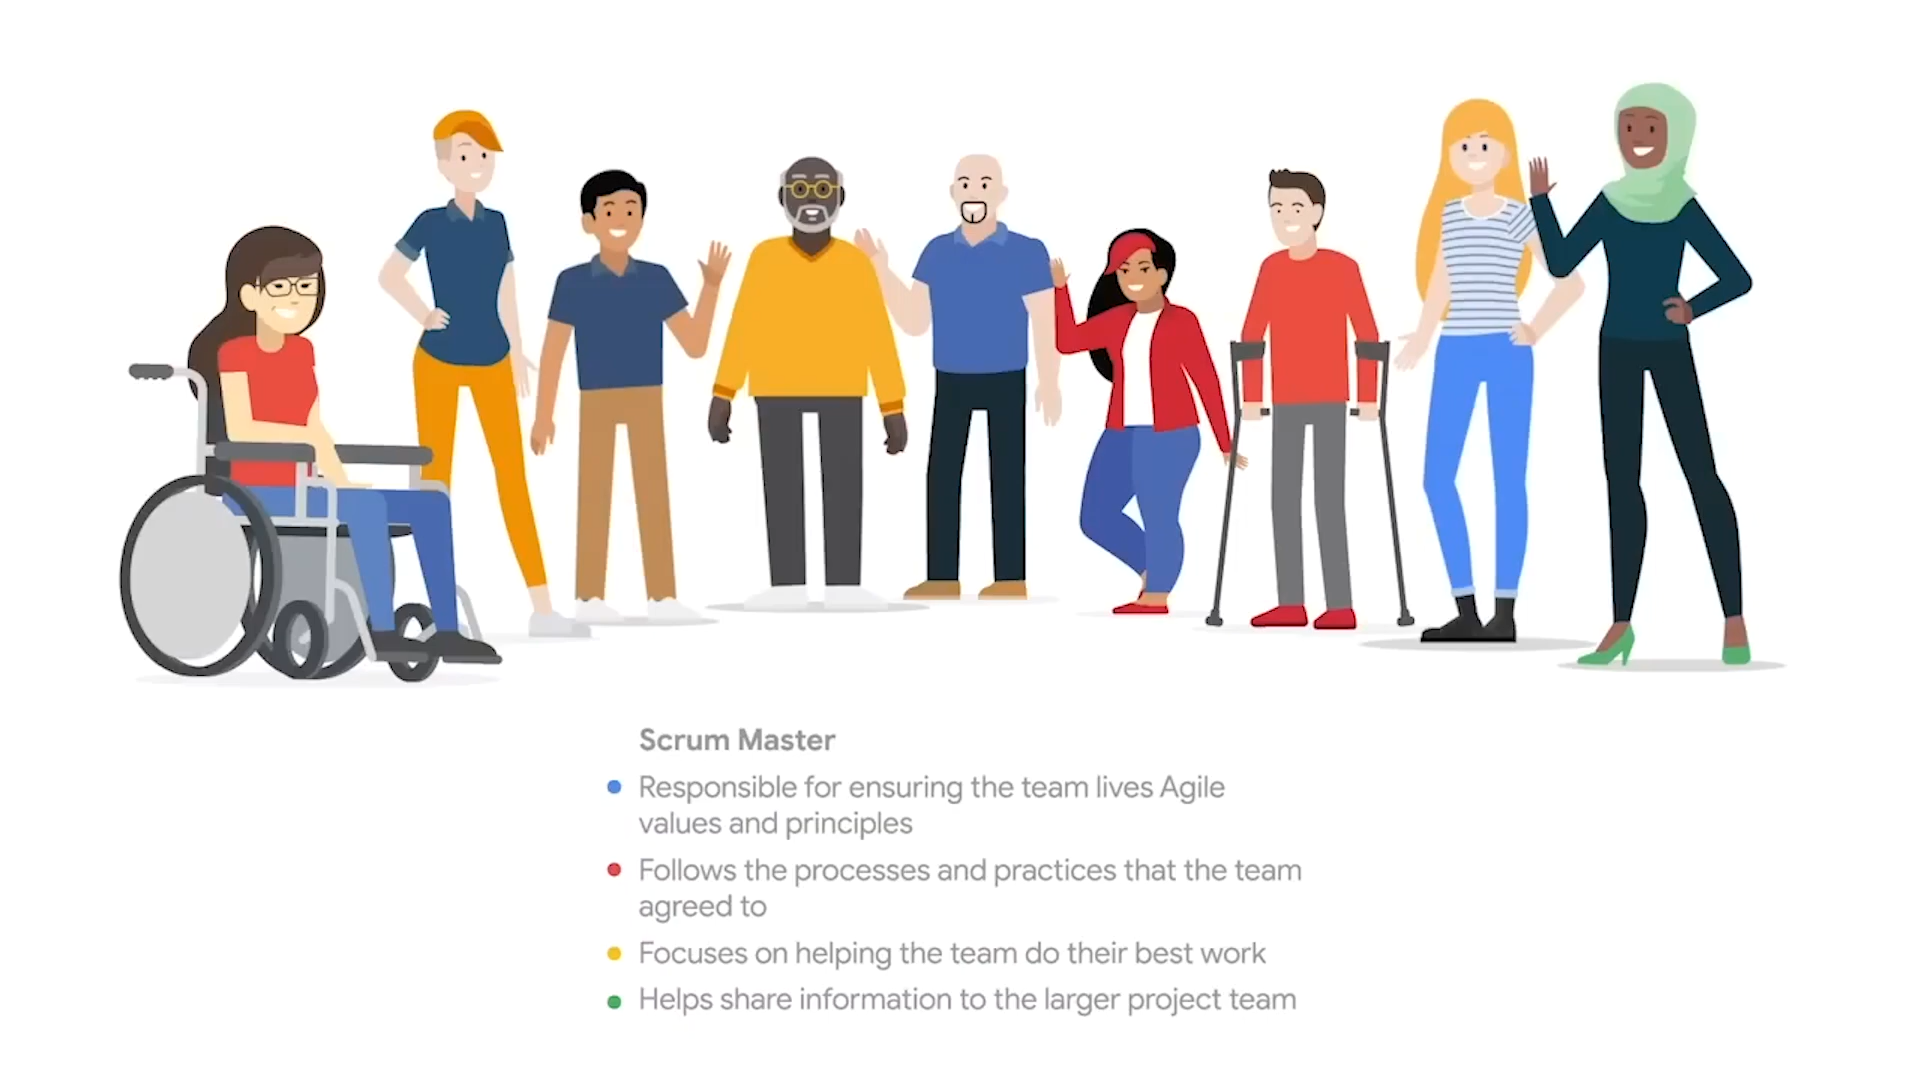 Scrum Master
Responsible for ensuring the team lives Agile
values and principles
Follows the processes and practices that the team
agreed to
Focuses on helping the team do their best work
Helps share information to the larger project team